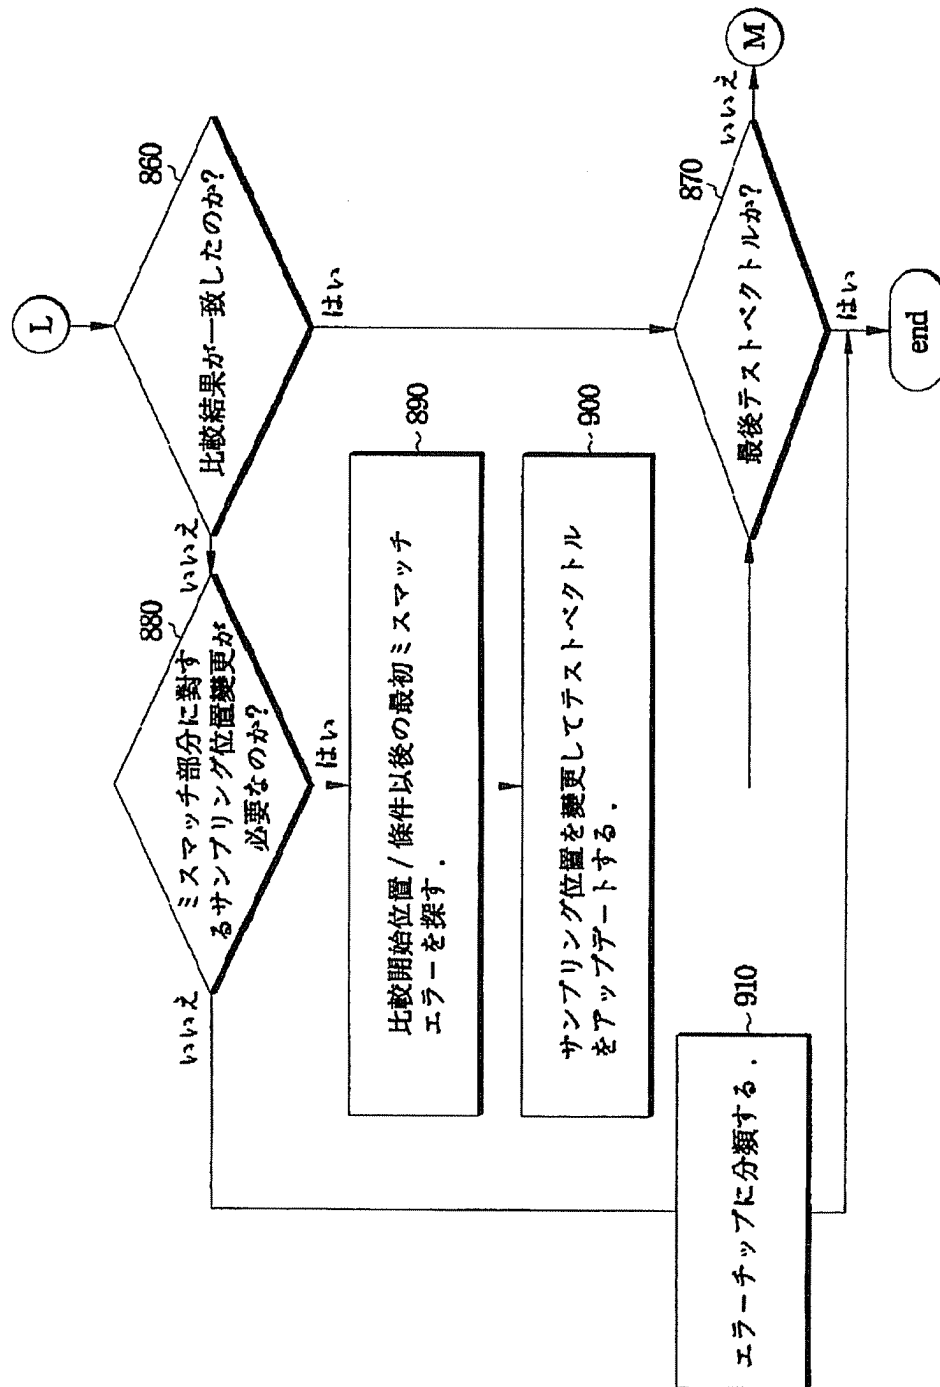 L
860
比較結果が一致したのか?
はい
いいえ
880
ミスマッチ部分に對す
るサンプリング位置變更が
必要なのか?
はい
いいえ
890
比較開始位置/條件以後の最初ミスマッチ
エラーを探す.
900
サンプリング位置を變更してテストベクトル
をアップデートする.
910
エラーチップに分類する.
870
最後テストベクトルか?
いいえ
M
はい
end